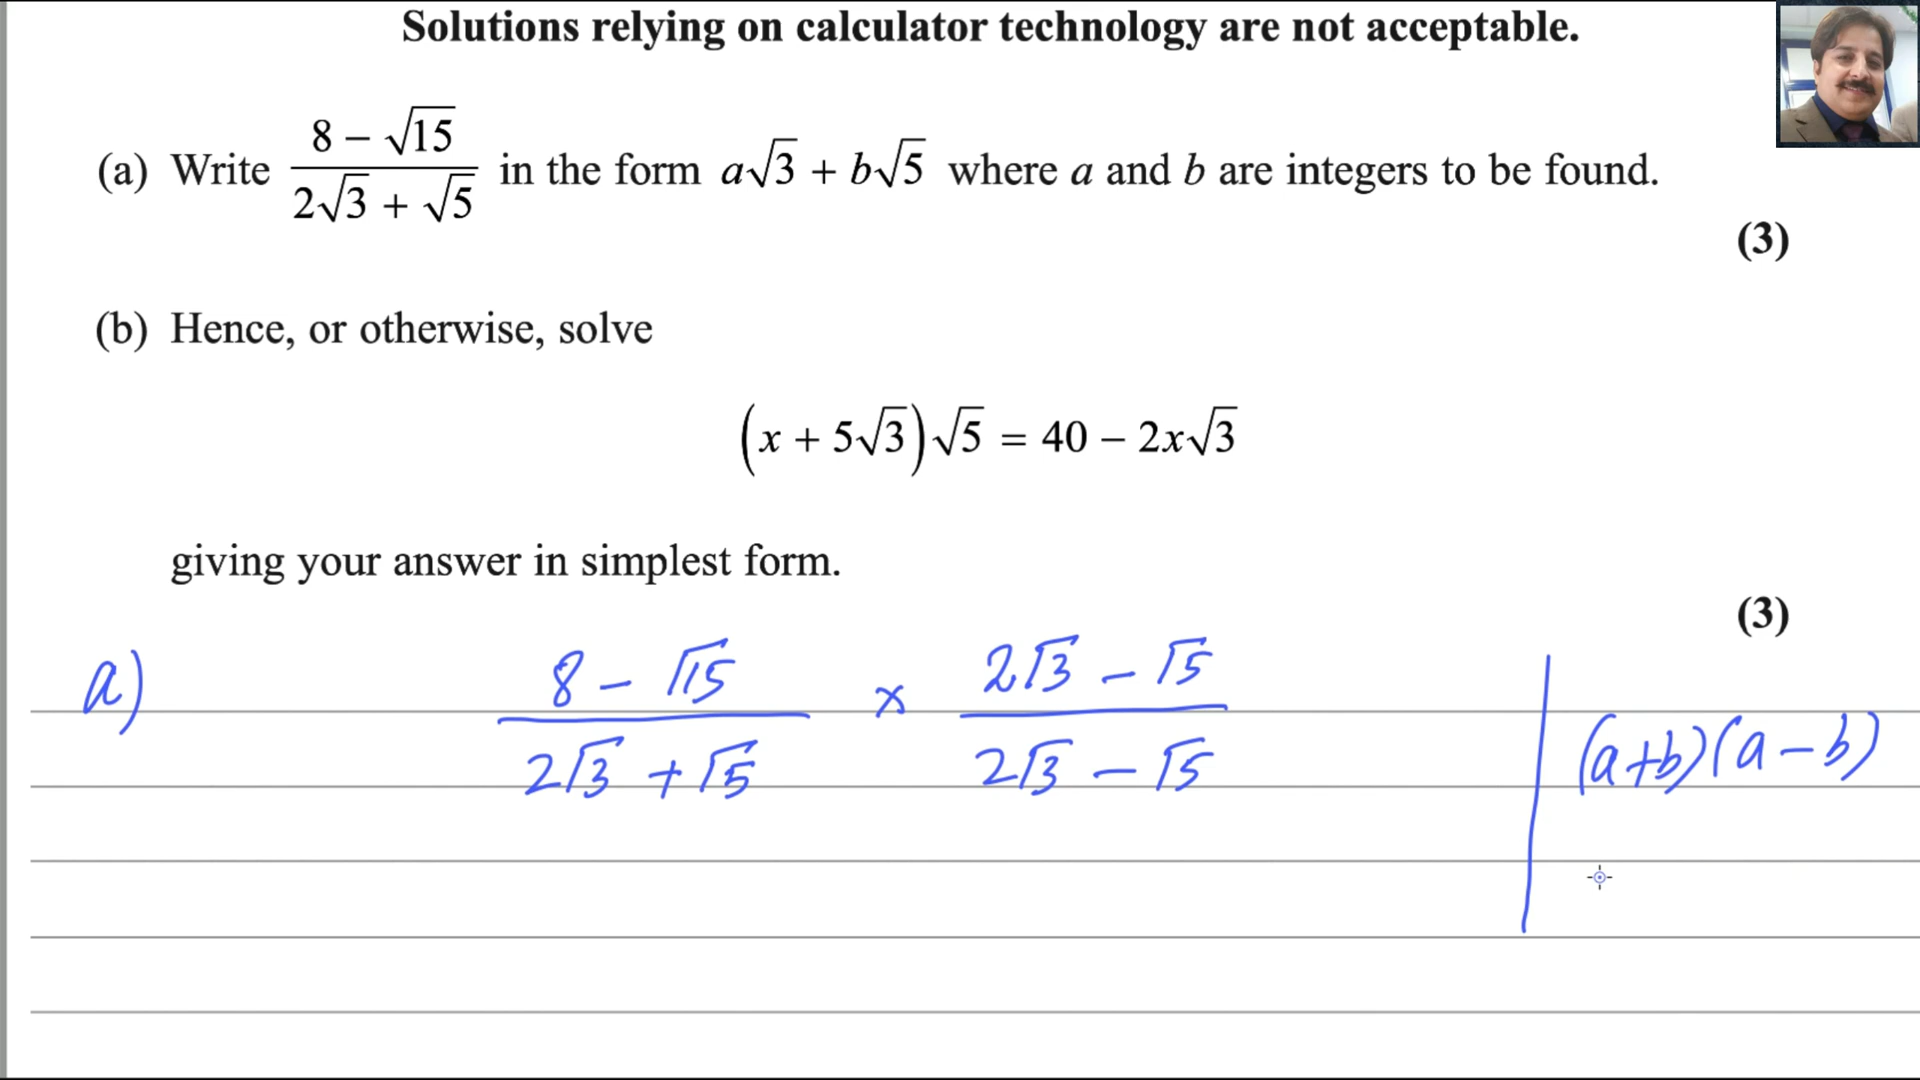 Solutions relying on calculator technology are not acceptable.
(a) Write (8 − √15)/(2√3 + √5) in the form a√3 + b√5 where a and b are integers to be found.
(3)
(b) Hence, or otherwise, solve
(x + 5√3)√5 = 40 − 2x√3
giving your answer in simplest form.
(3)
a) (8 − √15)/(2√3 + √5) × (2√3 − √5)/(2√3 − √5)
(a+b)(a−b)